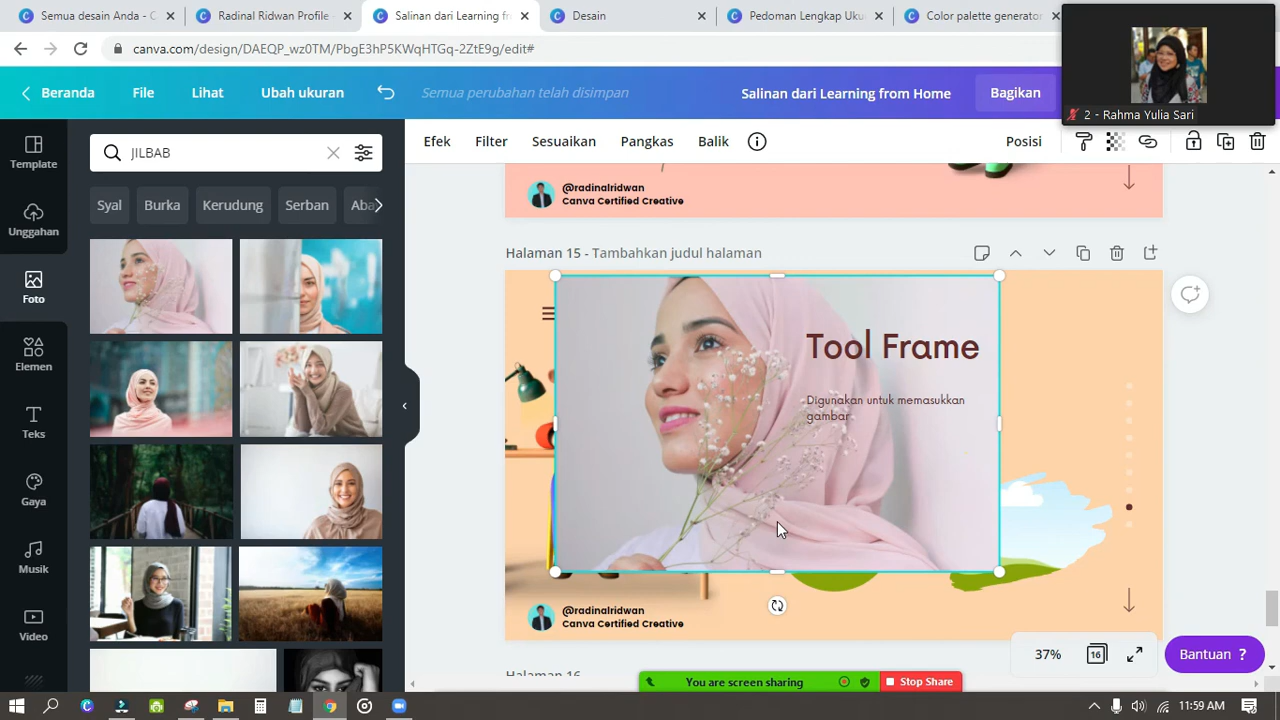 Semua desain Anda - C
Radinal Ridwan Profile -
Salinan dari Learning from
Desain
Pedoman Lengkap Uku
Color palette generator
canva.com/design/DAEQP_wz0TM/PbgE3hP5KWqHTGq-2ZtE9g/edit#
2 - Rahma Yulia Sari
Beranda
File
Lihat
Ubah ukuran
Semua perubahan telah disimpan
Salinan dari Learning from Home
Bagikan
Template
Unggahan
Foto
Elemen
Teks
Gaya
Musik
Video
JILBAB
Syal
Burka
Kerudung
Serban
Aba
Efek
Filter
Sesuaikan
Pangkas
Balik
Posisi
@radinalridwan
Canva Certified Creative
Halaman 15 - Tambahkan judul halaman
Tool Frame
Digunakan untuk memasukkan
gambar
@radinalridwan
Canva Certified Creative
Halaman 16
37%
16
Bantuan ?
You are screen sharing
Stop Share
11:59 AM